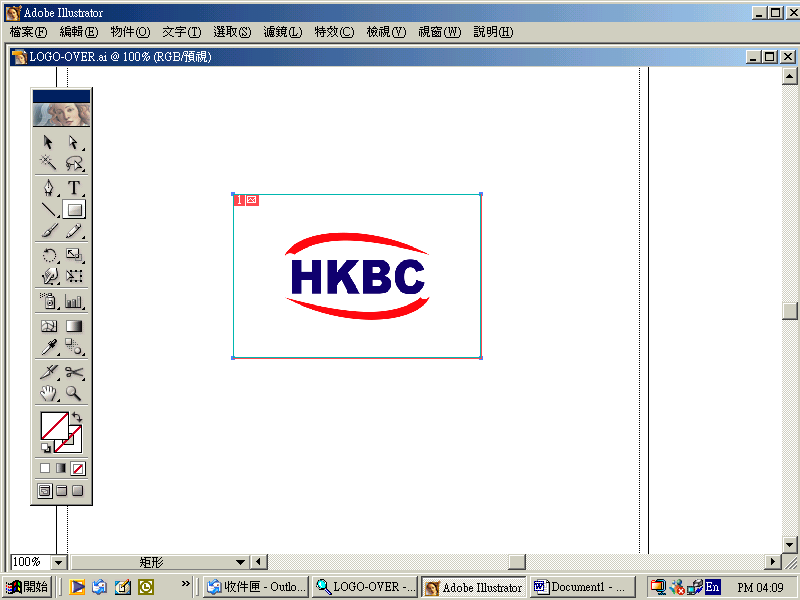 Adobe Illustrator
檔案(F) 編輯(E) 物件(O) 文字(T) 選取(S) 濾鏡(L) 特效(C) 檢視(V) 視窗(W) 說明(H)
LOGO-OVER.ai @ 100% (RGB/預視)
1
HKBC
100% 矩形
開始 » 收件匣 - Outlo... LOGO-OVER -... Adobe Illustrator Document1 - ... En PM 04:09